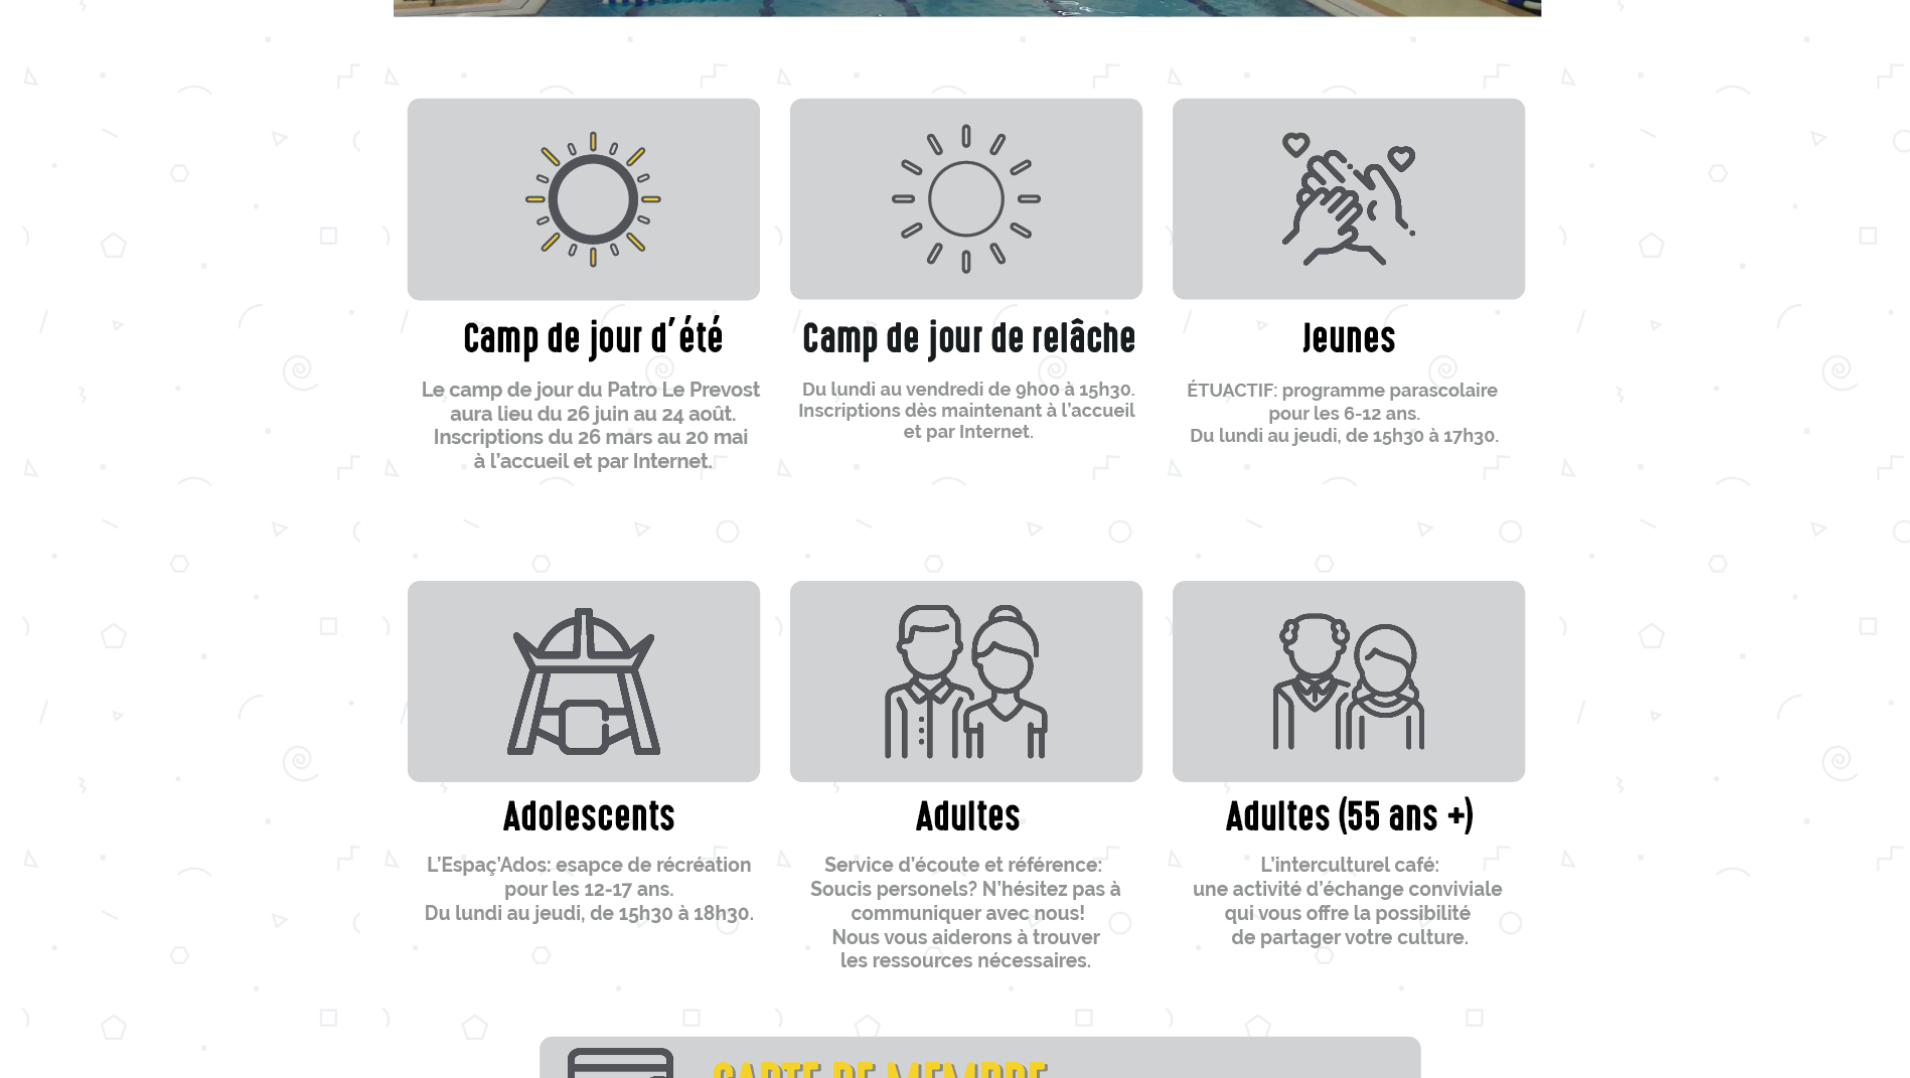 Camp de jour d'été
Le camp de jour du Patro Le Prevost
aura lieu du 26 juin au 24 août.
Inscriptions du 26 mars au 20 mai
à l'accueil et par Internet.
Camp de jour de relâche
Du lundi au vendredi de 9h00 à 15h30.
Inscriptions dès maintenant à l'accueil
et par Internet.
Jeunes
ÉTUACTIF: programme parascolaire
pour les 6-12 ans.
Du lundi au jeudi, de 15h30 à 17h30.
Adolescents
L'Espaç'Ados: esapce de récréation
pour les 12-17 ans.
Du lundi au jeudi, de 15h30 à 18h30.
Adultes
Service d'écoute et référence:
Soucis personels? N'hésitez pas à
communiquer avec nous!
Nous vous aiderons à trouver
les ressources nécessaires.
Adultes (55 ans +)
L'interculturel café:
une activité d'échange conviviale
qui vous offre la possibilité
de partager votre culture.
CARTE DE MEMBRE